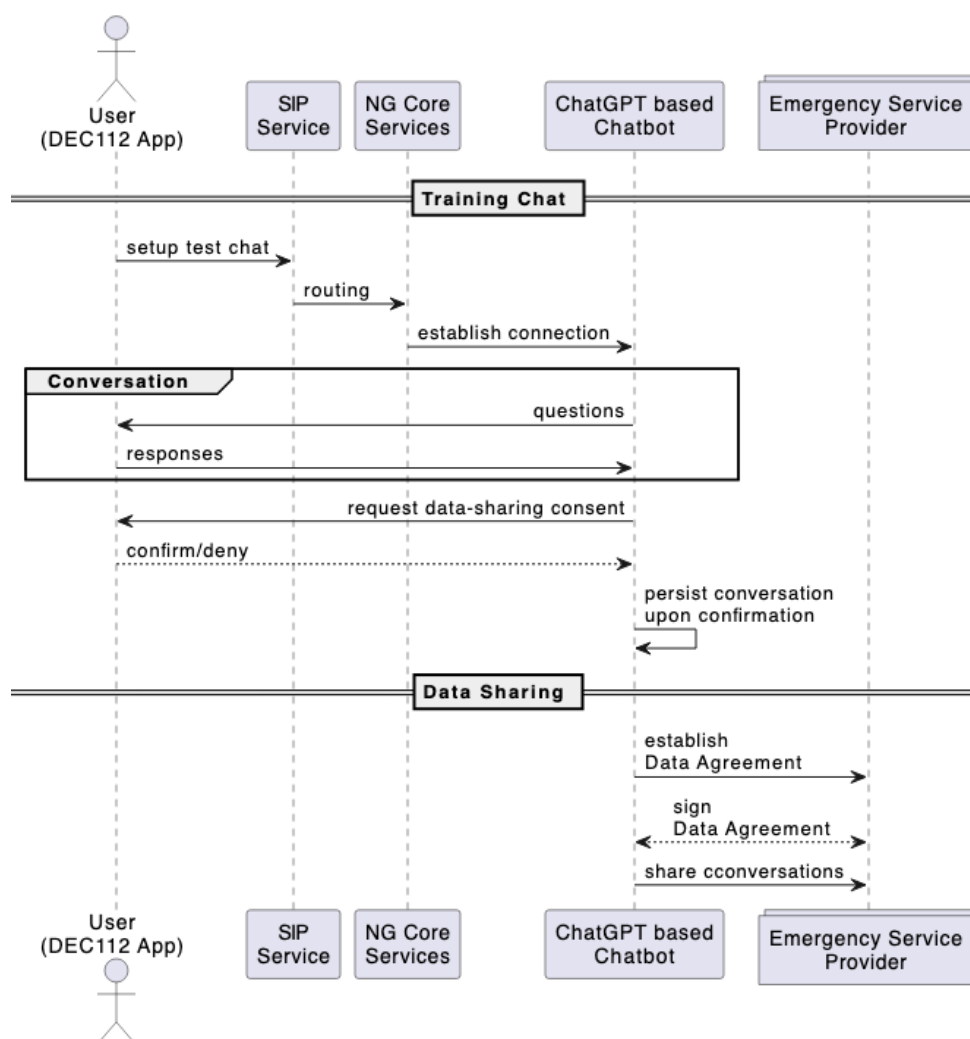 User
(DEC112 App)
SIP
Service
NG Core
Services
ChatGPT based
Chatbot
Emergency Service
Provider
Training Chat
setup test chat
routing
establish connection
Conversation
questions
responses
request data-sharing consent
confirm/deny
persist conversation
upon confirmation
Data Sharing
establish
Data Agreement
sign
Data Agreement
share cconversations
User
(DEC112 App)
SIP
Service
NG Core
Services
ChatGPT based
Chatbot
Emergency Service
Provider